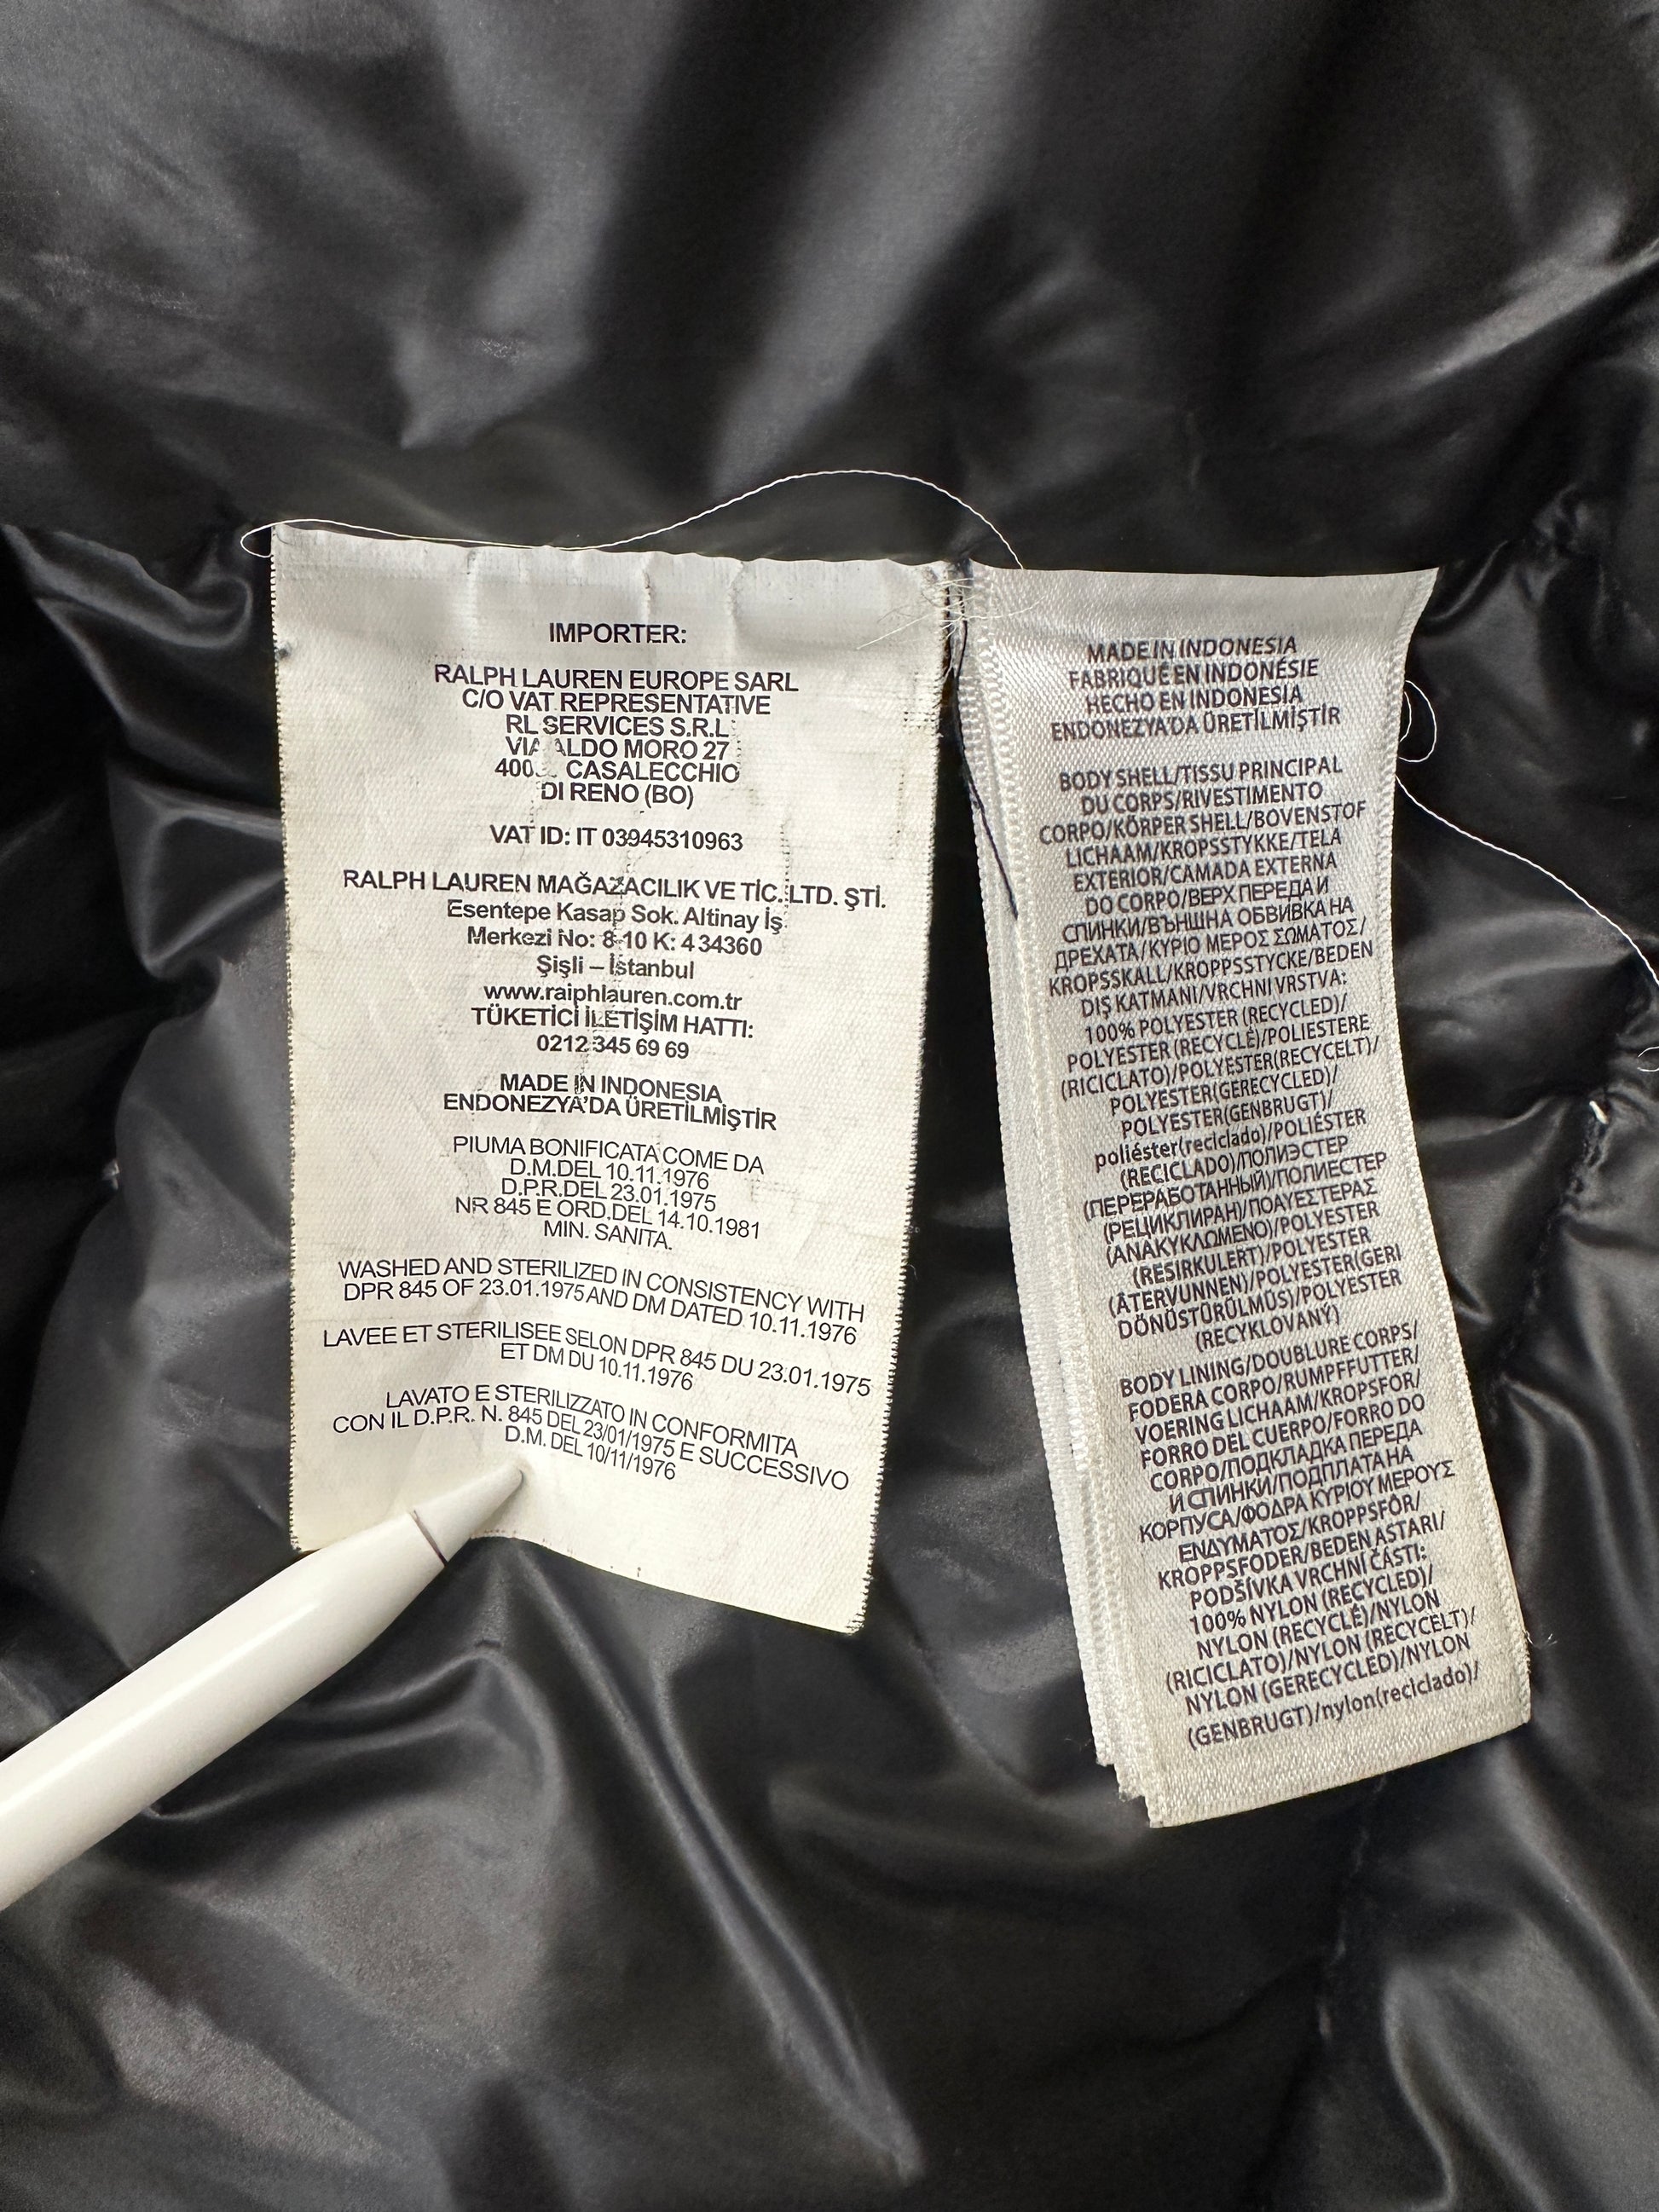 IMPORTER:
RALPH LAUREN EUROPE SARL
C/O VAT REPRESENTATIVE
RL SERVICES S.R.L
VIA ALDO MORO 27
CASALECCHIO
DI RENO (BO)
VAT ID: IT 03945310963
RALPH LAUREN MAĞAZACILIK VE TİC. LTD. ŞTİ.
Esentepe Kasap Sok. Altinay İş
Merkezi No: 8-10 K: 4 34360
Şişli – İstanbul
www.ralphlauren.com.tr
TÜKETİCİ İLETİŞİM HATTI:
0212 345 69 69
MADE IN INDONESIA
ENDONEZYA'DA ÜRETİLMİŞTİR
PIUMA BONIFICATA COME DA
D.M.DEL 10.11.1976
D.P.R.DEL 23.01.1975
NR 845 E ORD.DEL 14.10.1981
MIN. SANITA.
WASHED AND STERILIZED IN CONSISTENCY WITH
DPR 845 OF 23.01.1975 AND DM DATED 10.11.1976
LAVEE ET STERILISEE SELON DPR 845 DU 23.01.1975
ET DM DU 10.11.1976
LAVATO E STERILIZZATO IN CONFORMITA
CON IL D.P.R. N. 845 DEL 23/01/1975 E SUCCESSIVO
D.M. DEL 10/11/1976
MADE IN INDONESIA
FABRIQUÉ EN INDONÉSIE
HECHO EN INDONESIA
ENDONEZYA'DA ÜRETİLMİŞTİR
BODY SHELL/TISSU PRINCIPAL
DU CORPS/RIVESTIMENTO
CORPO/KÖRPER SHELL/BOVENSTOF
LICHAAM/KROPSSTYKKE/TELA
EXTERIOR/CAMADA EXTERNA
DO CORPO/ВЕРХ ПЕРЕДА И
СПИНКИ/ВЪНШНА ОБВИВКА НА
ДРЕХАТА/ΚΥΡΙΟ ΜΕΡΟΣ ΣΩΜΑΤΟΣ/
KROPSSKALL/KROPPSSTYCKE/BEDEN
DIŞ KATMANI/VRCHNI VRSTVA:
100% POLYESTER (RECYCLED)/
POLYESTER (RECYCLÉ)/POLIESTERE
(RICICLATO)/POLYESTER(RECYCELT)/
POLYESTER(GERECYCLED)/
POLYESTER(GENBRUGT)/
poliéster(reciclado)/POLIÉSTER
(RECICLADO)/ПОЛИЭСТЕР
(ПЕРЕРАБОТАННЫЙ)/ПОЛИЕСТЕР
(РЕЦИКЛИРАН)/ΠΟΛΥΕΣΤΕΡΑΣ
(ΑΝΑΚΥΚΛΩΜΕΝΟ)/POLYESTER
(RESIRKULERT)/POLYESTER
(ÅTERVUNNEN)/POLYESTER(GERI
DÖNÜSTÜRÜLMÜS)/POLYESTER
(RECYKLOVANÝ)
BODY LINING/DOUBLURE CORPS/
FODERA CORPO/RUMPFFUTTER/
VOERING LICHAAM/KROPSFOR/
FORRO DEL CUERPO/FORRO DO
CORPO/ПОДКЛАДКА ПЕРЕДА
И СПИНКИ/ПОДПЛАТА НА
КОРПУСА/ΦΟΔΡΑ ΚΥΡΙΟΥ ΜΕΡΟΥΣ
ΕΝΔΥΜΑΤΟΣ/KROPPSFÔR/
KROPPSFODER/BEDEN ASTARI/
PODŠÍVKA VRCHNÍ ČÁSTI:
100% NYLON (RECYCLED)/
NYLON (RECYCLÉ)/NYLON
(RICICLATO)/NYLON (RECYCELT)/
NYLON (GERECYCLED)/NYLON
(GENBRUGT)/nylon(reciclado)/